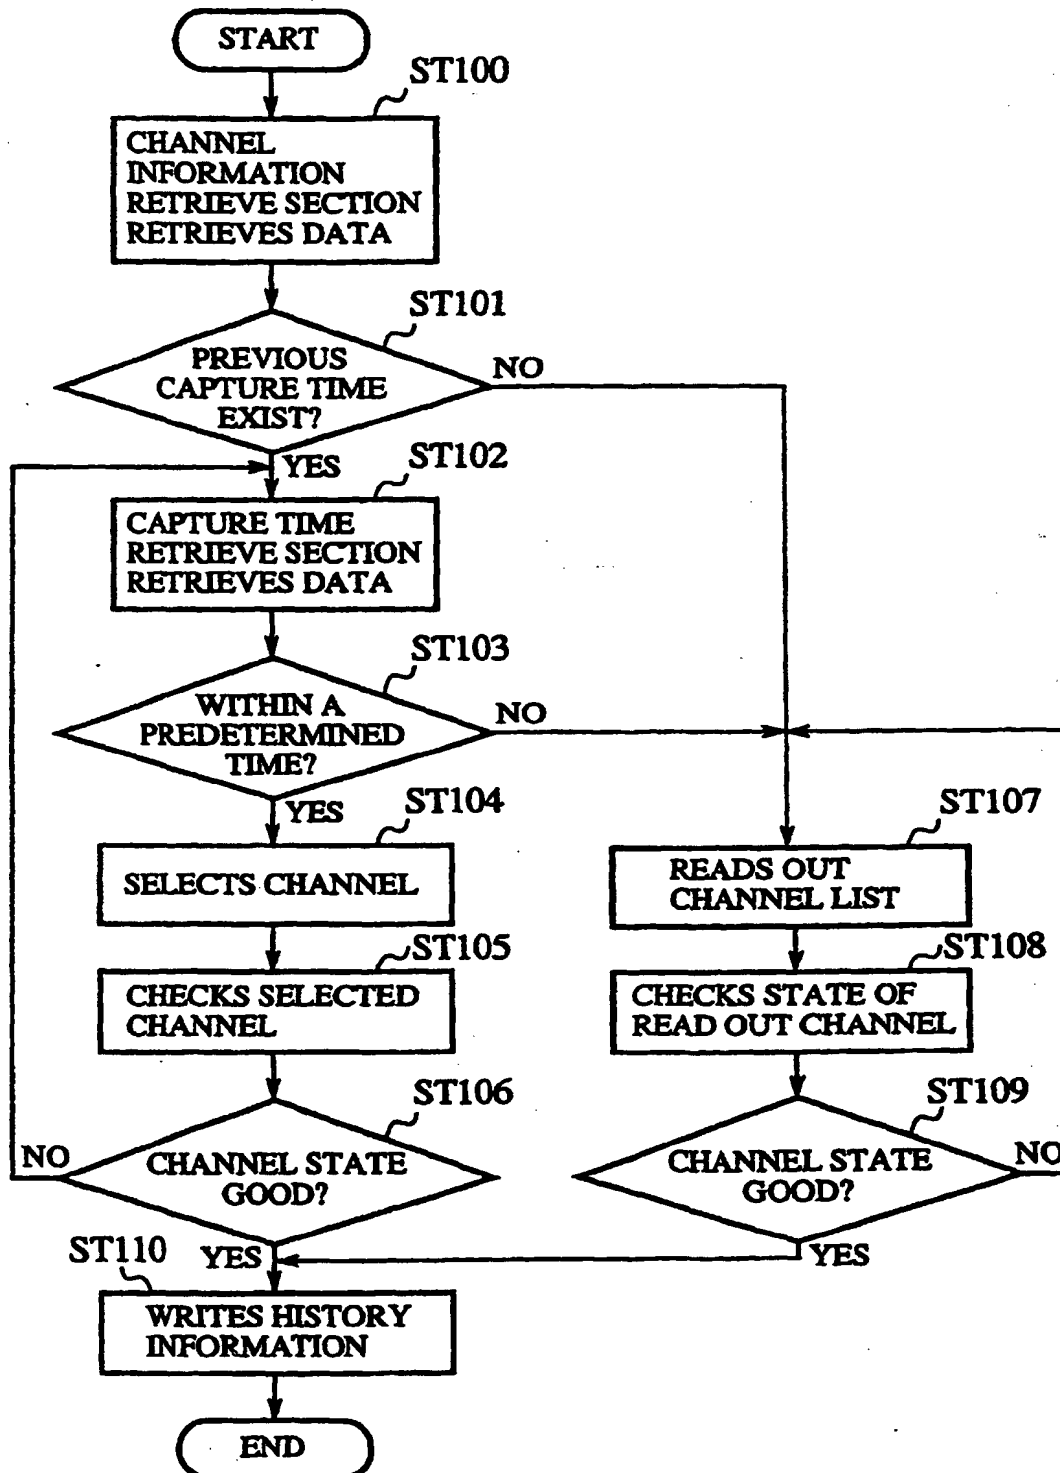 START
ST100
CHANNEL
INFORMATION
RETRIEVE SECTION
RETRIEVES DATA
ST101
PREVIOUS
CAPTURE TIME
EXIST?
NO
YES
ST102
CAPTURE TIME
RETRIEVE SECTION
RETRIEVES DATA
ST103
WITHIN A
PREDETERMINED
TIME?
NO
YES
ST104
SELECTS CHANNEL
ST105
CHECKS SELECTED
CHANNEL
ST106
CHANNEL STATE
GOOD?
NO
YES
ST107
READS OUT
CHANNEL LIST
ST108
CHECKS STATE OF
READ OUT CHANNEL
ST109
CHANNEL STATE
GOOD?
NO
YES
ST110
WRITES HISTORY
INFORMATION
END